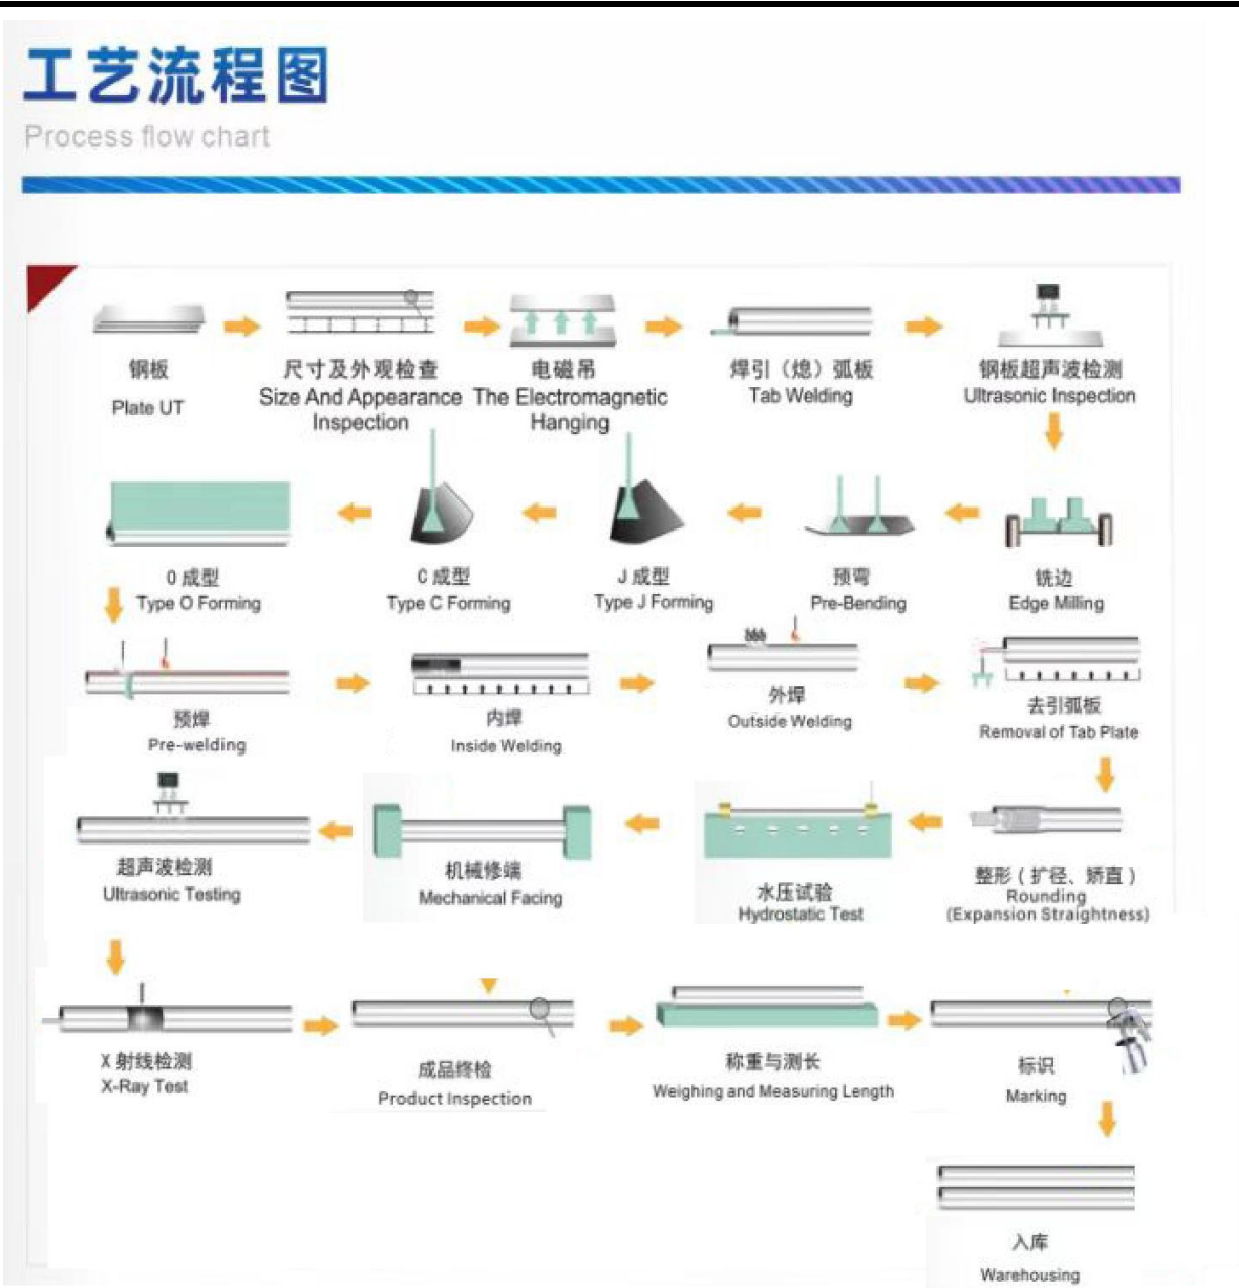 工艺流程图
Process flow chart
钢板
Plate UT
尺寸及外观检查
Size And Appearance
Inspection
电磁吊
The Electromagnetic
Hanging
焊引（熄）弧板
Tab Welding
钢板超声波检测
Ultrasonic Inspection
O 成型
Type O Forming
C 成型
Type C Forming
J 成型
Type J Forming
预弯
Pre-Bending
铣边
Edge Milling
预焊
Pre-welding
内焊
Inside Welding
外焊
Outside Welding
去引弧板
Removal of Tab Plate
超声波检测
Ultrasonic Testing
机械修端
Mechanical Facing
水压试验
Hydrostatic Test
整形（扩径、矫直）
Rounding
(Expansion Straightness)
X 射线检测
X-Ray Test
成品终检
Product Inspection
称重与测长
Weighing and Measuring Length
标识
Marking
入库
Warehousing